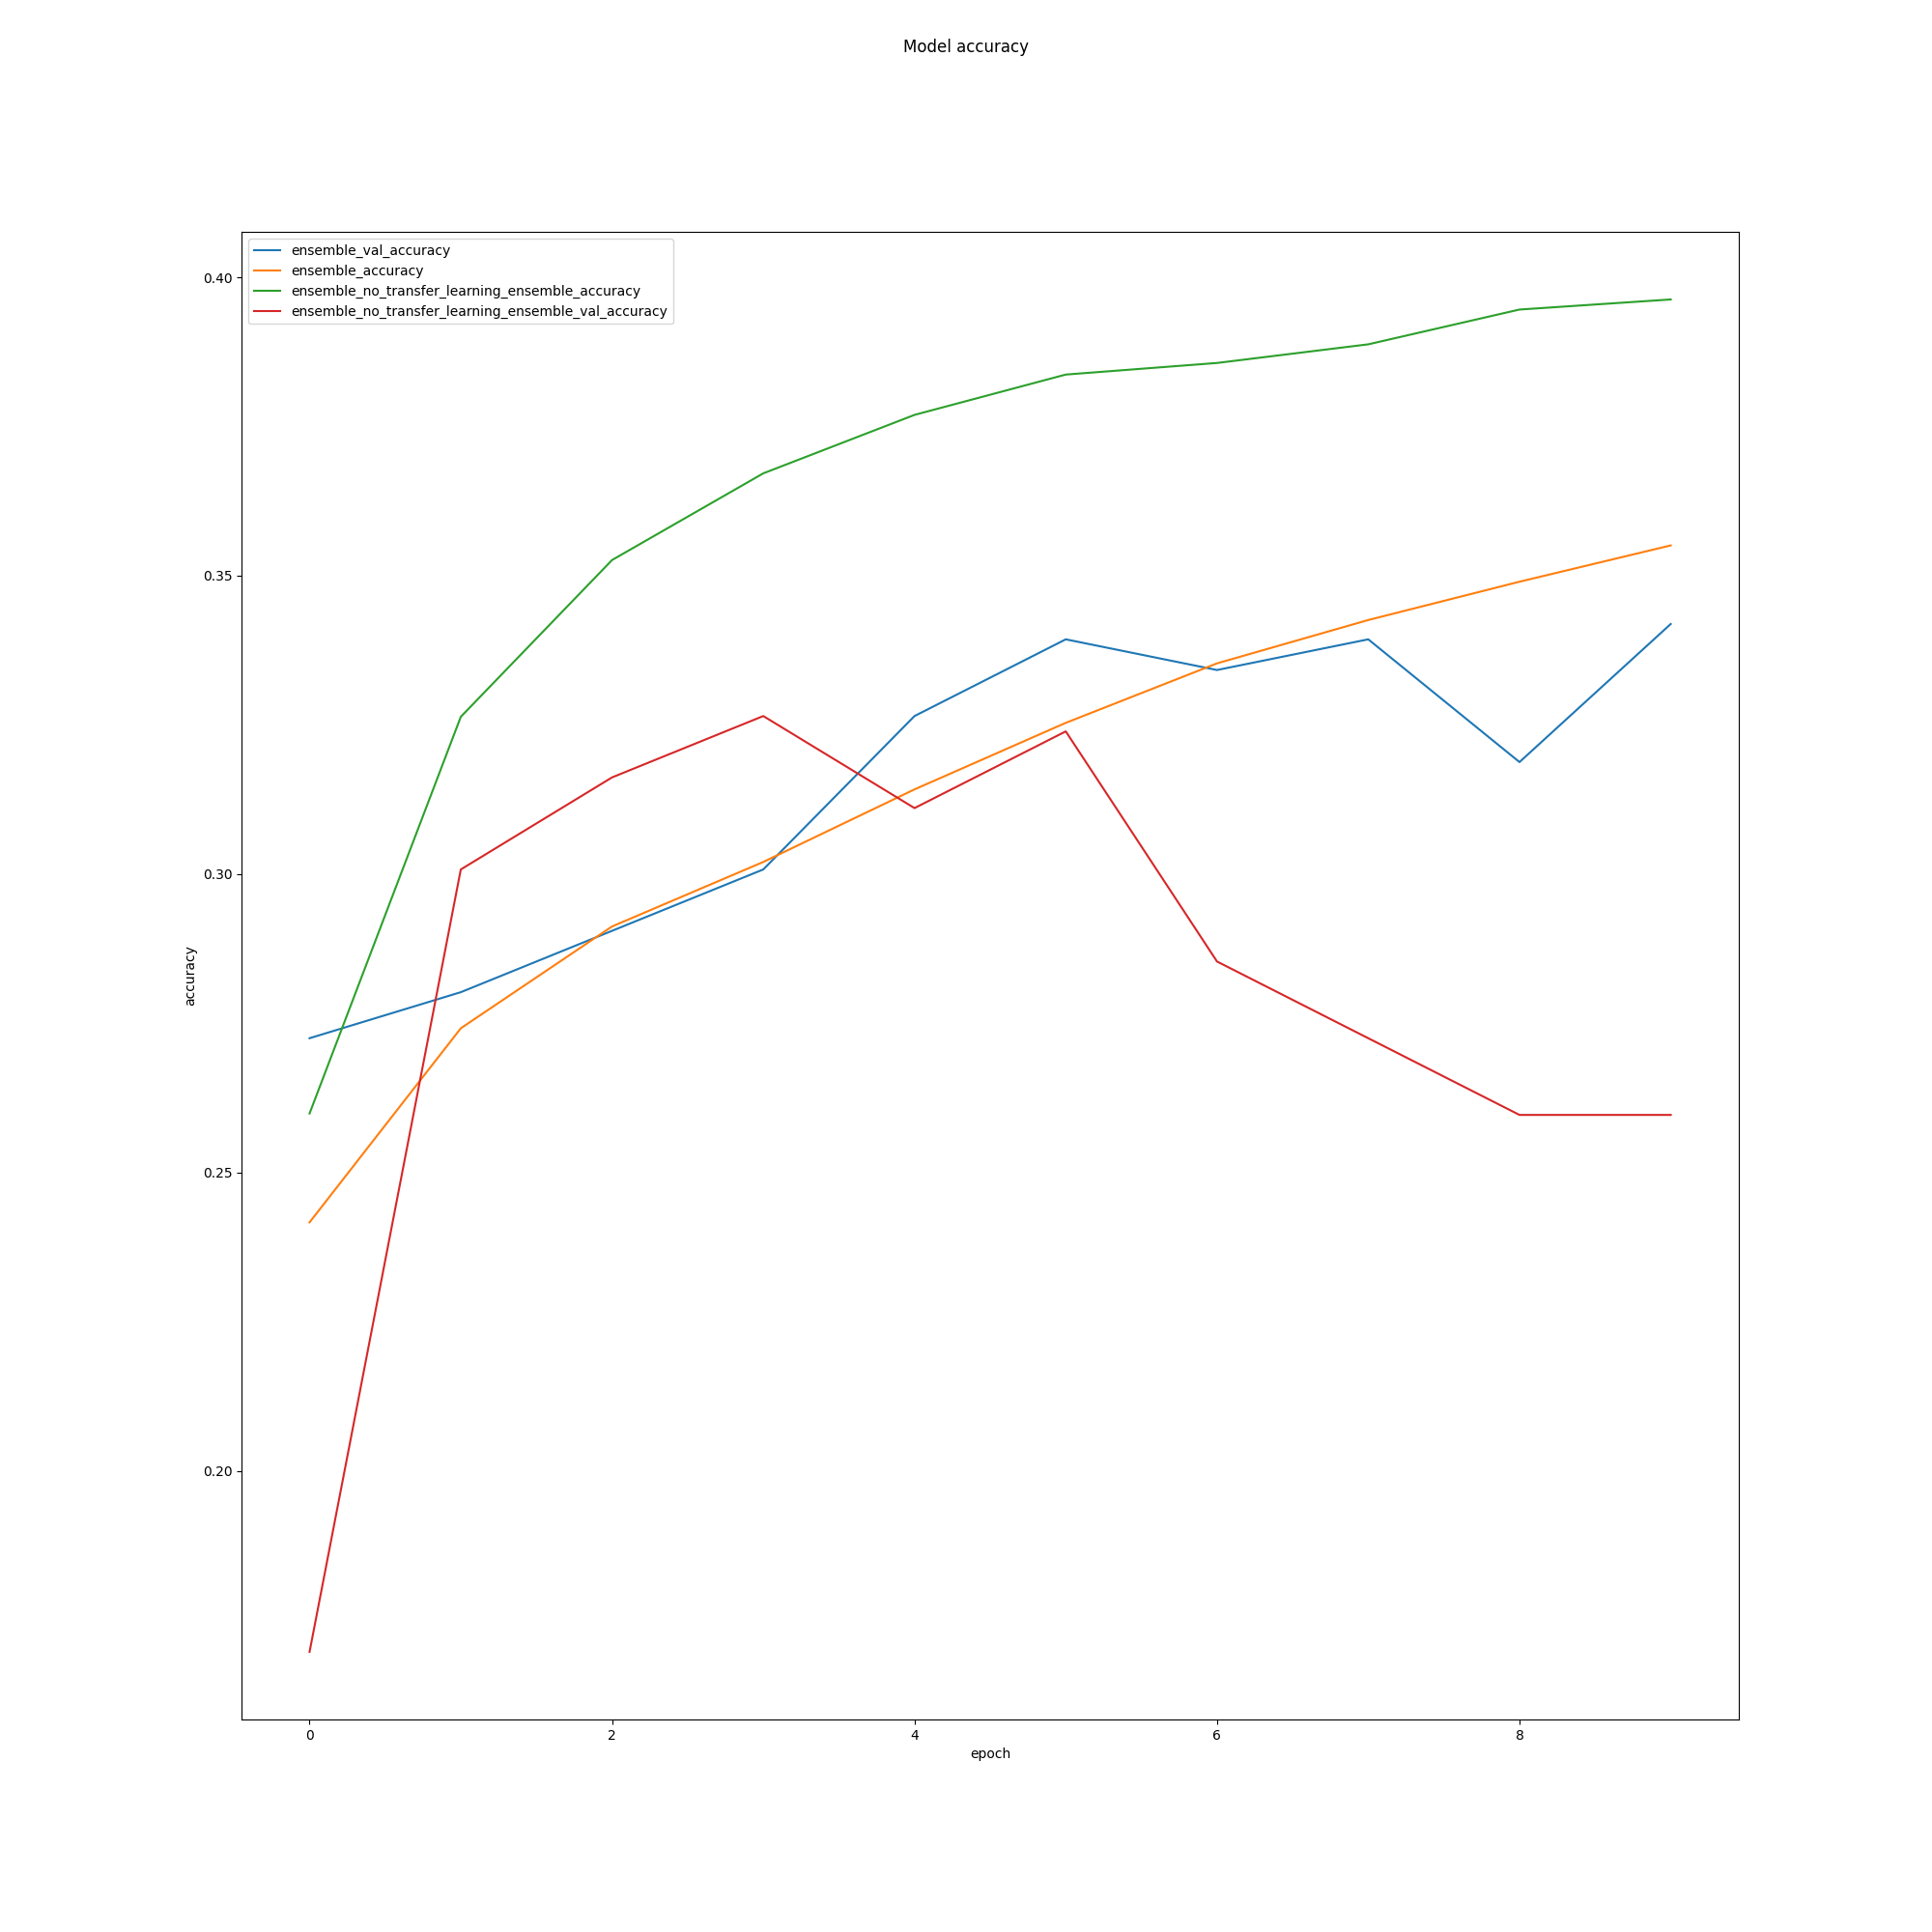 Model accuracy
ensemble_val_accuracy
ensemble_accuracy
ensemble_no_transfer_learning_ensemble_accuracy
ensemble_no_transfer_learning_ensemble_val_accuracy
0.40
0.35
0.30
0.25
0.20
accuracy
0 2 4 6 8
epoch